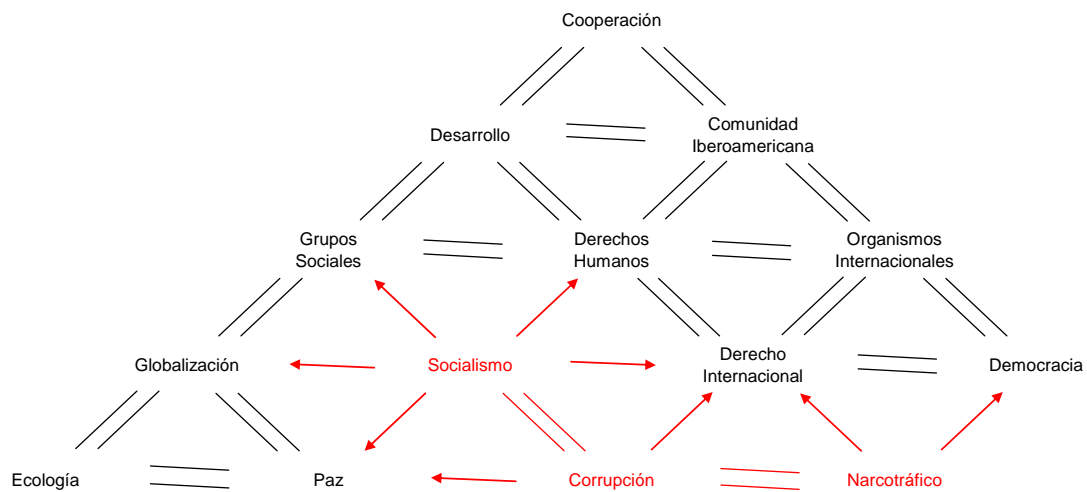 Cooperación
Desarrollo
Comunidad
Iberoamericana
Grupos
Sociales
Derechos
Humanos
Organismos
Internacionales
Globalización
Socialismo
Derecho
Internacional
Democracia
Ecología
Paz
Corrupción
Narcotráfico